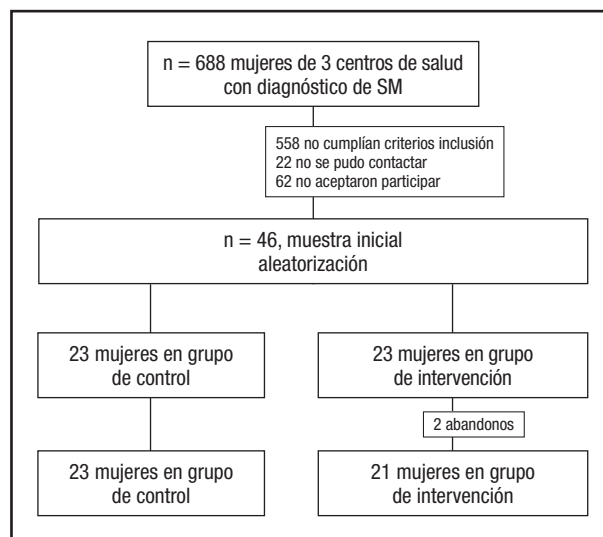 n = 688 mujeres de 3 centros de salud
con diagnóstico de SM
558 no cumplían criterios inclusión
22 no se pudo contactar
62 no aceptaron participar
n = 46, muestra inicial
aleatorización
23 mujeres en grupo
de control
23 mujeres en grupo
de intervención
2 abandonos
23 mujeres en grupo
de control
21 mujeres en grupo
de intervención